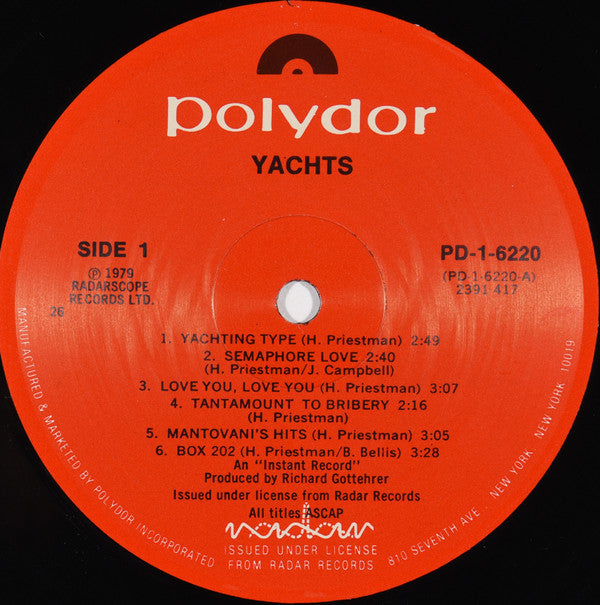 polydor
YACHTS
SIDE 1
℗ 1979
RADARSCOPE
RECORDS LTD.
26
PD-1-6220
(PD-1-6220-A)
2391 417
1. YACHTING TYPE (H. Priestman) 2:49
2. SEMAPHORE LOVE 2:40
(H. Priestman/J. Campbell)
3. LOVE YOU, LOVE YOU (H. Priestman) 3:07
4. TANTAMOUNT TO BRIBERY 2:16
(H. Priestman)
5. MANTOVANI'S HITS (H. Priestman) 3:05
6. BOX 202 (H. Priestman/B. Bellis) 3:28
An "Instant Record"
Produced by Richard Gottehrer
Issued under license from Radar Records
All titles ASCAP
radar
ISSUED UNDER LICENSE
FROM RADAR RECORDS
MANUFACTURED & MARKETED BY POLYDOR INCORPORATED
810 SEVENTH AVE · NEW YORK, NEW YORK 10019